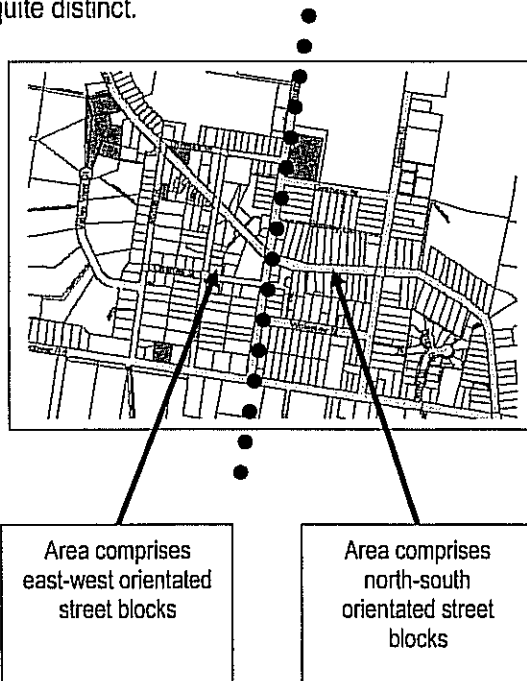 quite distinct.
Area comprises
east-west orientated
street blocks
Area comprises
north-south
orientated street
blocks